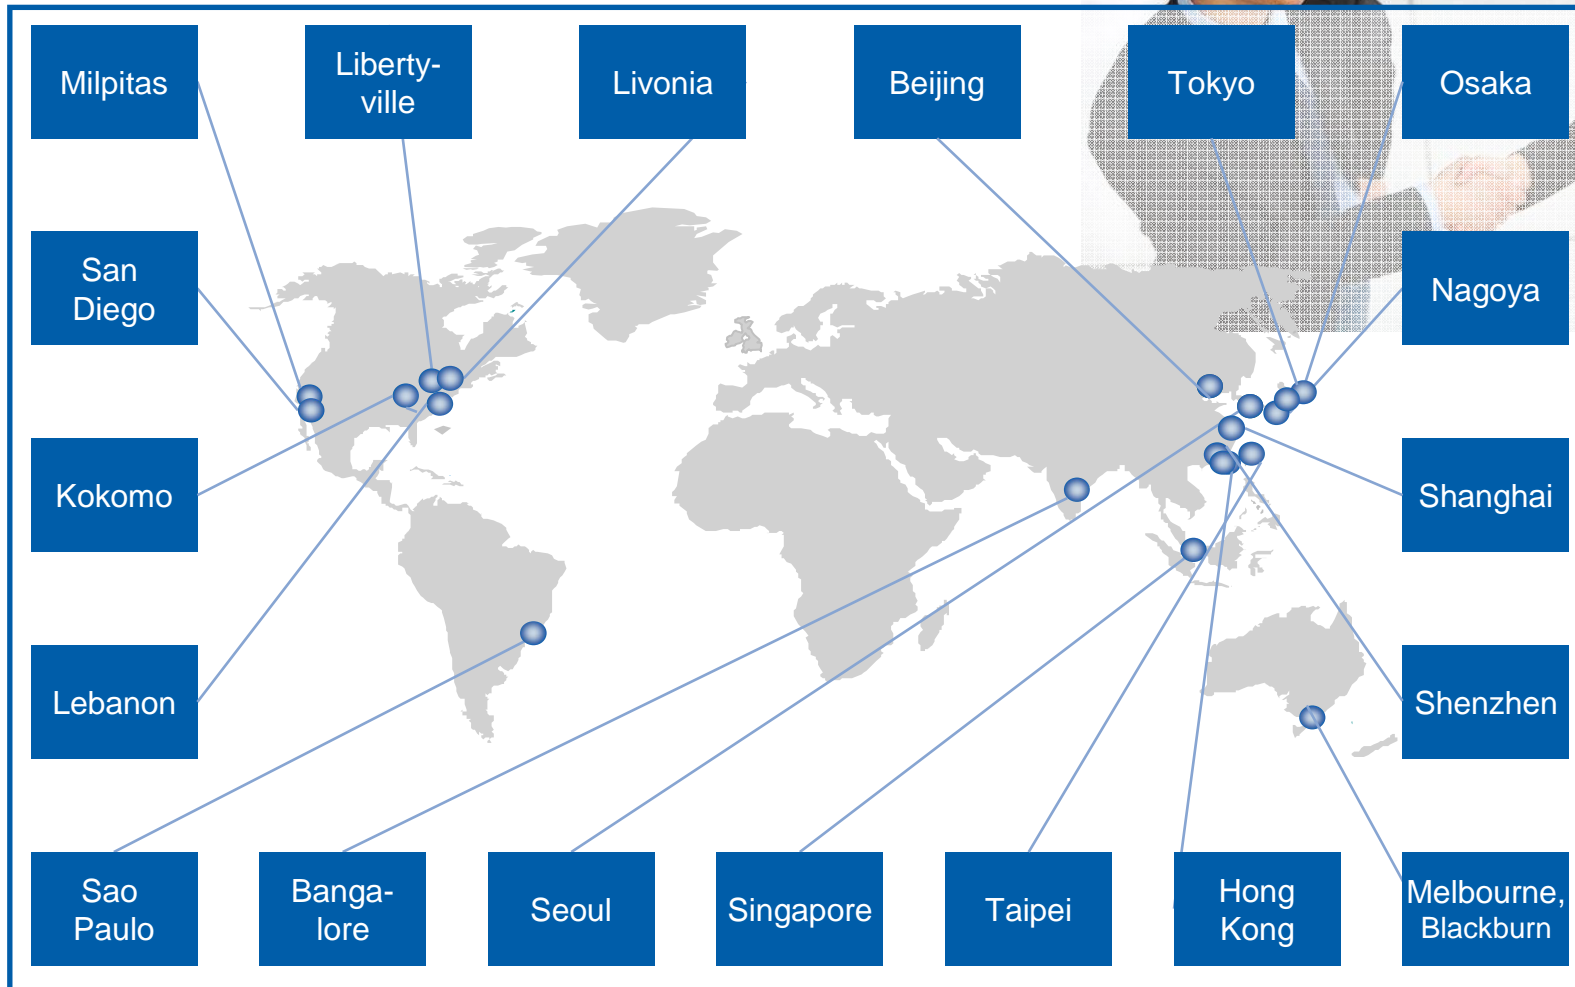 Milpitas
Liberty-
ville
Livonia
Beijing
Tokyo
Osaka
San
Diego
Nagoya
Kokomo
Shanghai
Lebanon
Shenzhen
Sao
Paulo
Banga-
lore
Seoul
Singapore
Taipei
Hong
Kong
Melbourne,
Blackburn